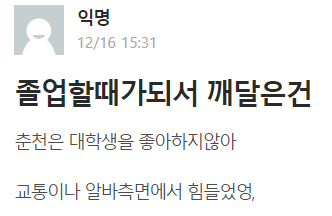 익명
12/16 15:31
졸업할때가되서 깨달은건
춘천은 대학생을 좋아하지않아
교통이나 알바측면에서 힘들었엉,